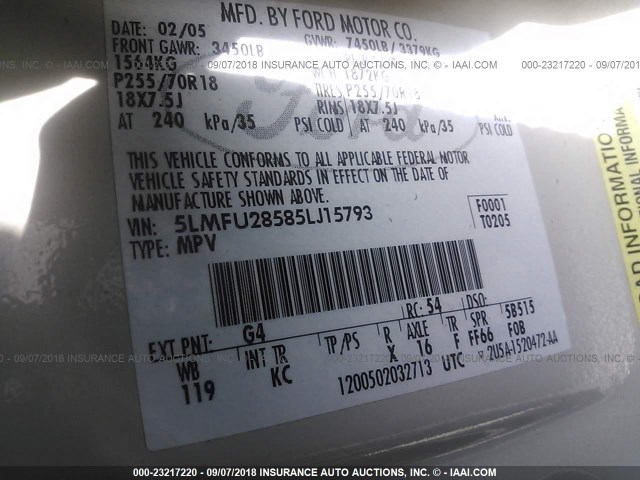 MFD. BY FORD MOTOR CO.
DATE: 02/05 GVWR: 7450LB / 3379KG
FRONT GAWR: 3450LB
1564KG 1872KG
P255/70R18 TIRES P255/70R18
18X7.5J RIMS 18X7.5J
AT 240 kPa/35 PSI COLD AT 240 kPa/35 PSI COLD
THIS VEHICLE CONFORMS TO ALL APPLICABLE FEDERAL MOTOR
VEHICLE SAFETY STANDARDS IN EFFECT ON THE DATE OF
MANUFACTURE SHOWN ABOVE.
VIN: 5LMFU28585LJ15793 F0001
TYPE: MPV T0205
RC: 54 DSO:
EXT PNT: G4 5B515
WB INT TR TP/PS R AXLE TR SPR FOB
119 KC X 16 F FF66
1200502032713 UTC 2U5A-1520472-AA
000-23217220 - 09/07/2018 INSURANCE AUTO AUCTIONS © - IAAI.COM